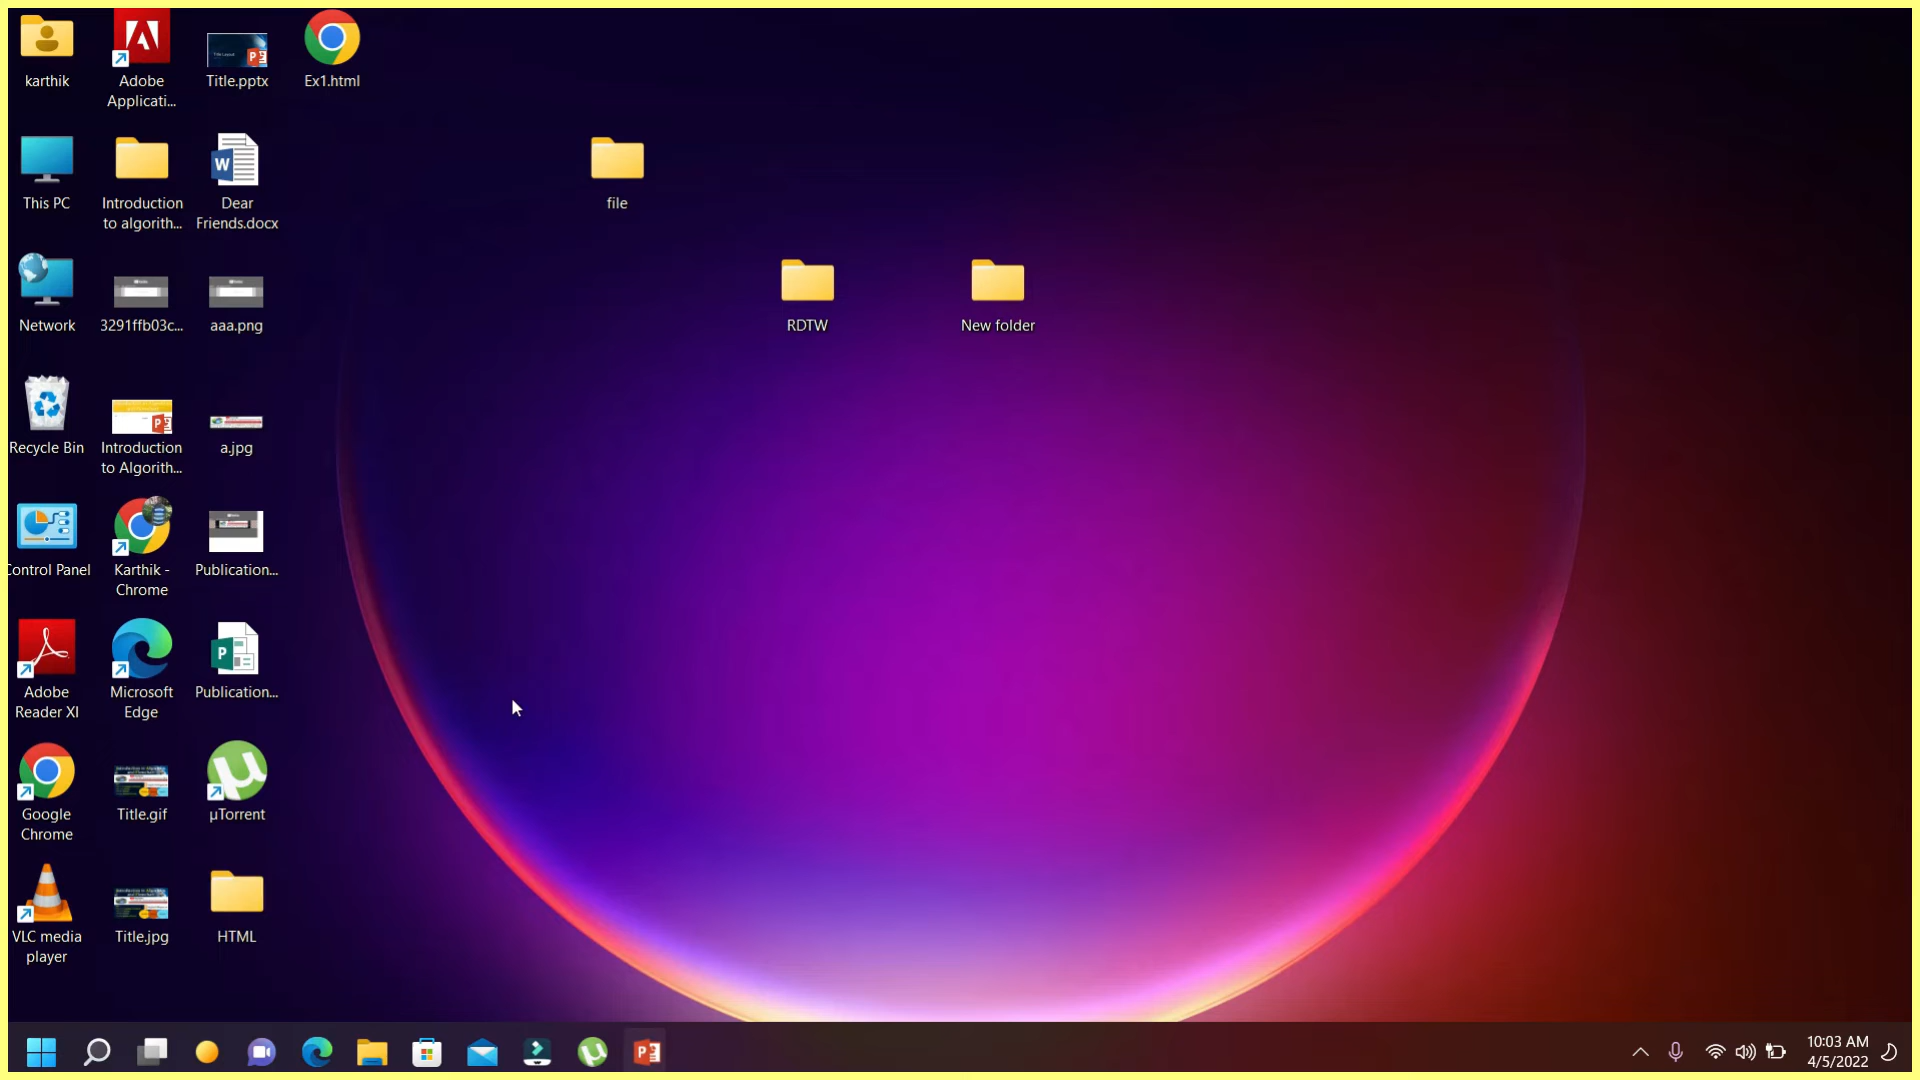 karthik
Adobe
Applicati...
Title.pptx
Ex1.html
This PC
Introduction
to algorith...
Dear
Friends.docx
file
Network
3291ffb03c...
aaa.png
RDTW
New folder
Recycle Bin
Introduction
to Algorith...
a.jpg
Control Panel
Karthik -
Chrome
Publication...
Adobe
Reader XI
Microsoft
Edge
Publication...
Google
Chrome
Title.gif
µTorrent
VLC media
player
Title.jpg
HTML
10:03 AM
4/5/2022